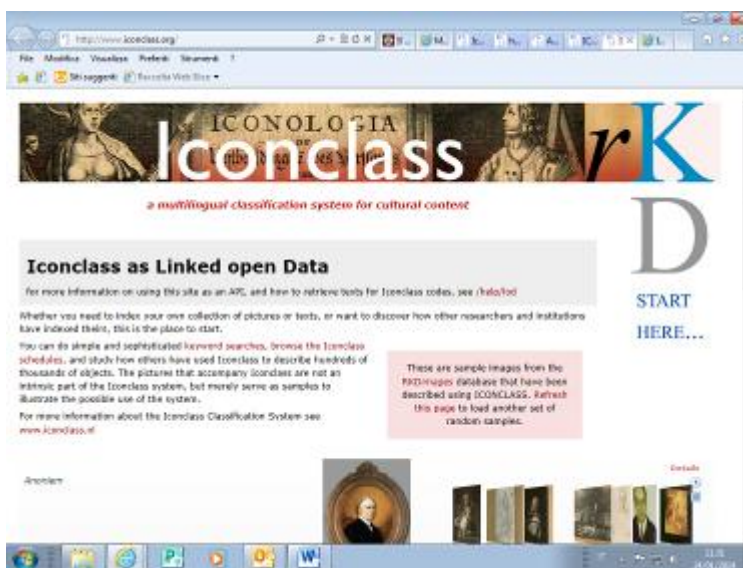 http://www.iconclass.org/
File Modifica Visualizza Preferiti Strumenti ?
Siti suggeriti Raccolta Web Slice
ICONOLOGIA
Iconclass
rKD
a multilingual classification system for cultural content
Iconclass as Linked open Data
for more information on using this site as an API, and how to retrieve texts for Iconclass codes, see /help/lod
START
HERE...
Whether you need to index your own collection of pictures or texts, or want to discover how other researchers and institutions
have indexed theirs, this is the place to start.
You can do simple and sophisticated keyword searches, browse the Iconclass
schedules, and study how others have used Iconclass to describe hundreds of
thousands of objects. The pictures that accompany Iconclass are not an
intrinsic part of the Iconclass system, but merely serve as samples to
illustrate the possible use of the system.
For more information about the Iconclass Classification System see
www.iconclass.nl
These are sample images from the
RKDimages database that have been
described using ICONCLASS. Refresh
this page to load another set of
random samples.
Anoniem
Details